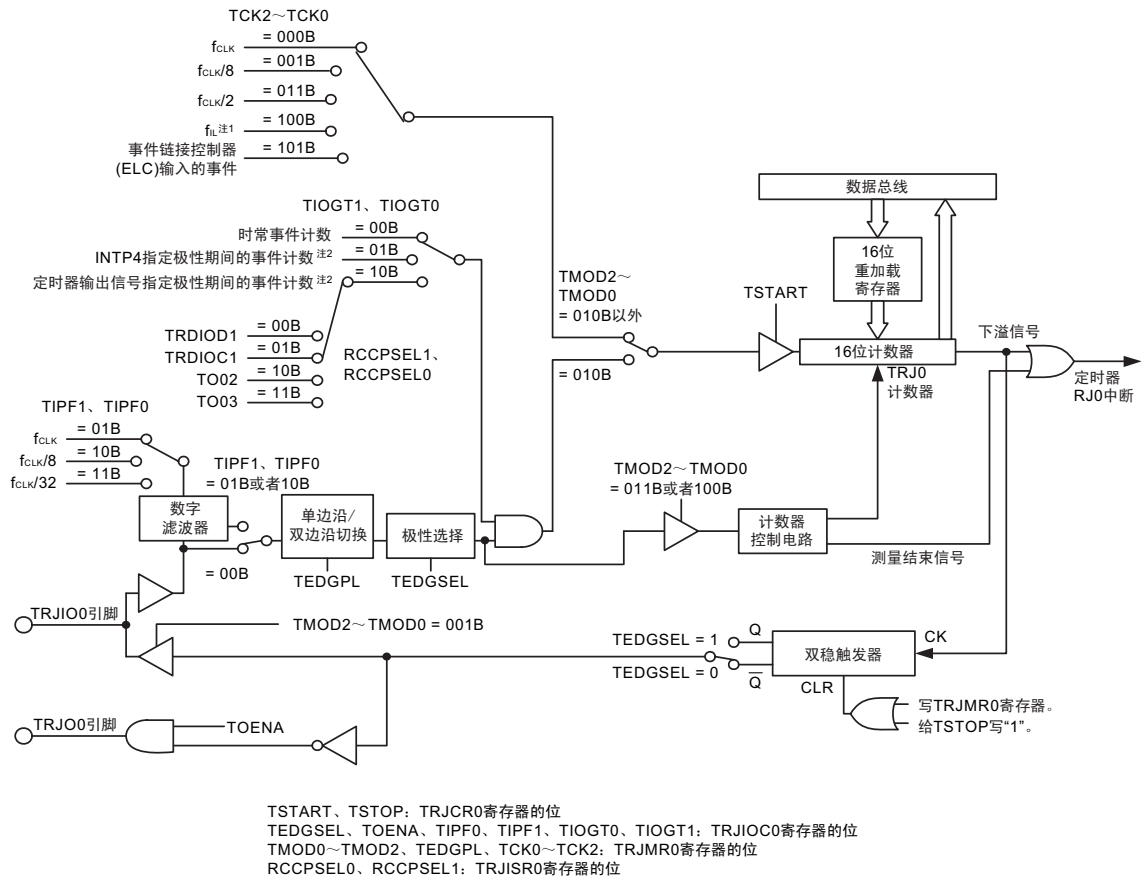 TCK2～TCK0
fCLK = 000B
fCLK/8 = 001B
fCLK/2 = 011B
fIL注1 = 100B
事件链接控制器
(ELC)输入的事件 = 101B
TIOGT1、TIOGT0
时常事件计数 = 00B
INTP4指定极性期间的事件计数 注2 = 01B
定时器输出信号指定极性期间的事件计数 注2 = 10B
TRDIOD1 = 00B
TRDIOC1 = 01B
TO02 = 10B
TO03 = 11B
RCCPSEL1、
RCCPSEL0
TMOD2～
TMOD0
= 010B以外
= 010B
TSTART
数据总线
16位
重加载
寄存器
16位计数器
TRJ0
计数器
下溢信号
定时器
RJ0中断
TIPF1、TIPF0
fCLK = 01B
fCLK/8 = 10B
fCLK/32 = 11B
数字
滤波器
TIPF1、TIPF0
= 01B或者10B
= 00B
单边沿/
双边沿切换
TEDGPL
极性选择
TEDGSEL
TMOD2～TMOD0
= 011B或者100B
计数器
控制电路
测量结束信号
TRJIO0引脚
TMOD2～TMOD0 = 001B
TEDGSEL = 1
TEDGSEL = 0
Q
Q̅
双稳触发器
CK
CLR
写TRJMR0寄存器。
给TSTOP写“1”。
TRJO0引脚
TOENA
TSTART、TSTOP：TRJCR0寄存器的位
TEDGSEL、TOENA、TIPF0、TIPF1、TIOGT0、TIOGT1：TRJIOC0寄存器的位
TMOD0～TMOD2、TEDGPL、TCK0～TCK2：TRJMR0寄存器的位
RCCPSEL0、RCCPSEL1：TRJISR0寄存器的位